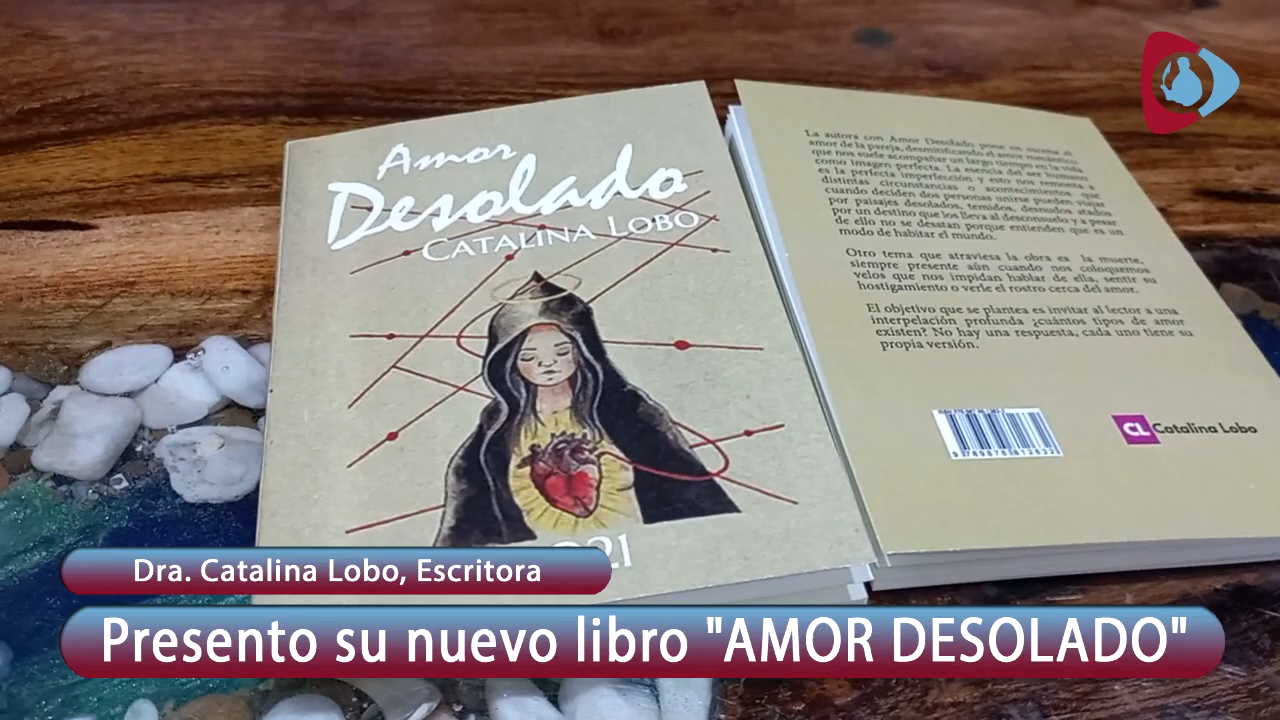 Amor
Desolado
CATALINA LOBO
21
La autora con Amor Desolado pone en escena el
amor de la pareja, desmitificando el amor romántico
que nos suele acompañar un largo tiempo en la vida
como imagen perfecta. La esencia del ser humano
es la perfecta imperfección y esto nos remonta a
distintas circunstancias o acontecimientos que
cuando deciden dos personas unirse pueden viajar
por paisajes desolados, temidos, desnudos atados
por un destino que los lleva al desconsuelo y a pesar
de ello no se desatan porque entienden que es un
modo de habitar el mundo.
Otro tema que atraviesa la obra es la muerte,
siempre presente aún cuando nos coloquemos
velos que nos impidan hablar de ella, sentir su
hostigamiento o verle el rostro cerca del amor.
El objetivo que se plantea es invitar al lector a una
interpelación profunda ¿cuántos tipos de amor
existen? No hay una respuesta, cada uno tiene su
propia versión.
CL Catalina Lobo
Dra. Catalina Lobo, Escritora
Presento su nuevo libro "AMOR DESOLADO"